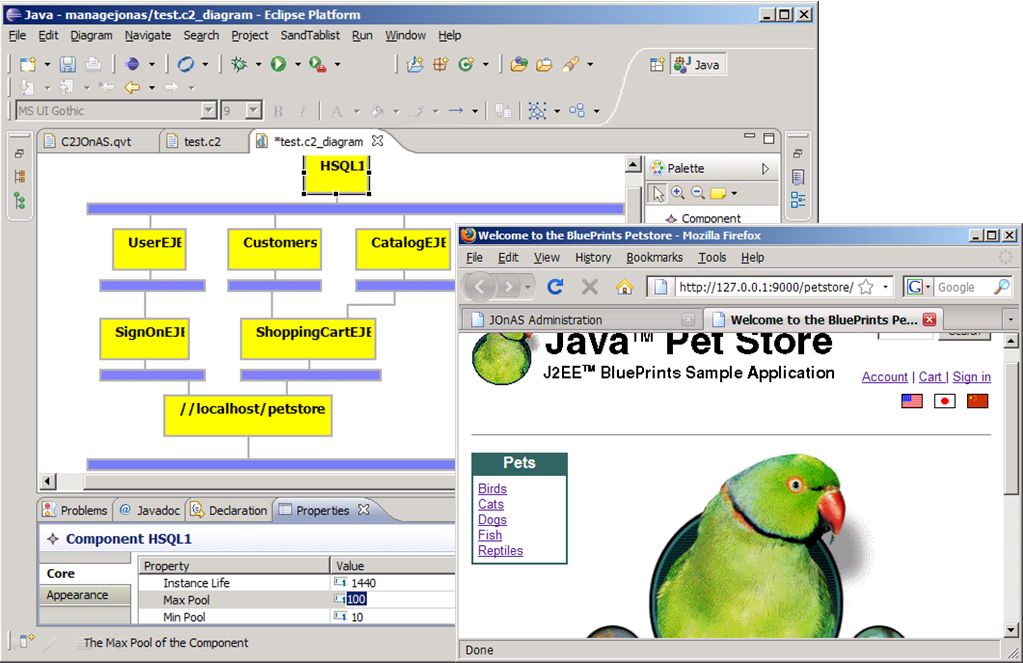 Java - managejonas/test.c2_diagram - Eclipse Platform
File Edit Diagram Navigate Search Project SandTablist Run Window Help
Java
MS UI Gothic 9 B I A
C2JOnAS.qvt test.c2 *test.c2_diagram
HSQL1
UserEJE Customers CatalogEJE
SignOnEJE ShoppingCartEJE
//localhost/petstore
Palette
Component
Problems @ Javadoc Declaration Properties
Component HSQL1
Core
Appearance
Property Value
Instance Life 1440
Max Pool 100
Min Pool 10
The Max Pool of the Component
Welcome to the BluePrints Petstore - Mozilla Firefox
File Edit View History Bookmarks Tools Help
http://127.0.0.1:9000/petstore/ G Google
JOnAS Administration Welcome to the BluePrints Pe...
Java™ Pet Store
J2EE™ BluePrints Sample Application
Account | Cart | Sign in
Pets
Birds
Cats
Dogs
Fish
Reptiles
Done